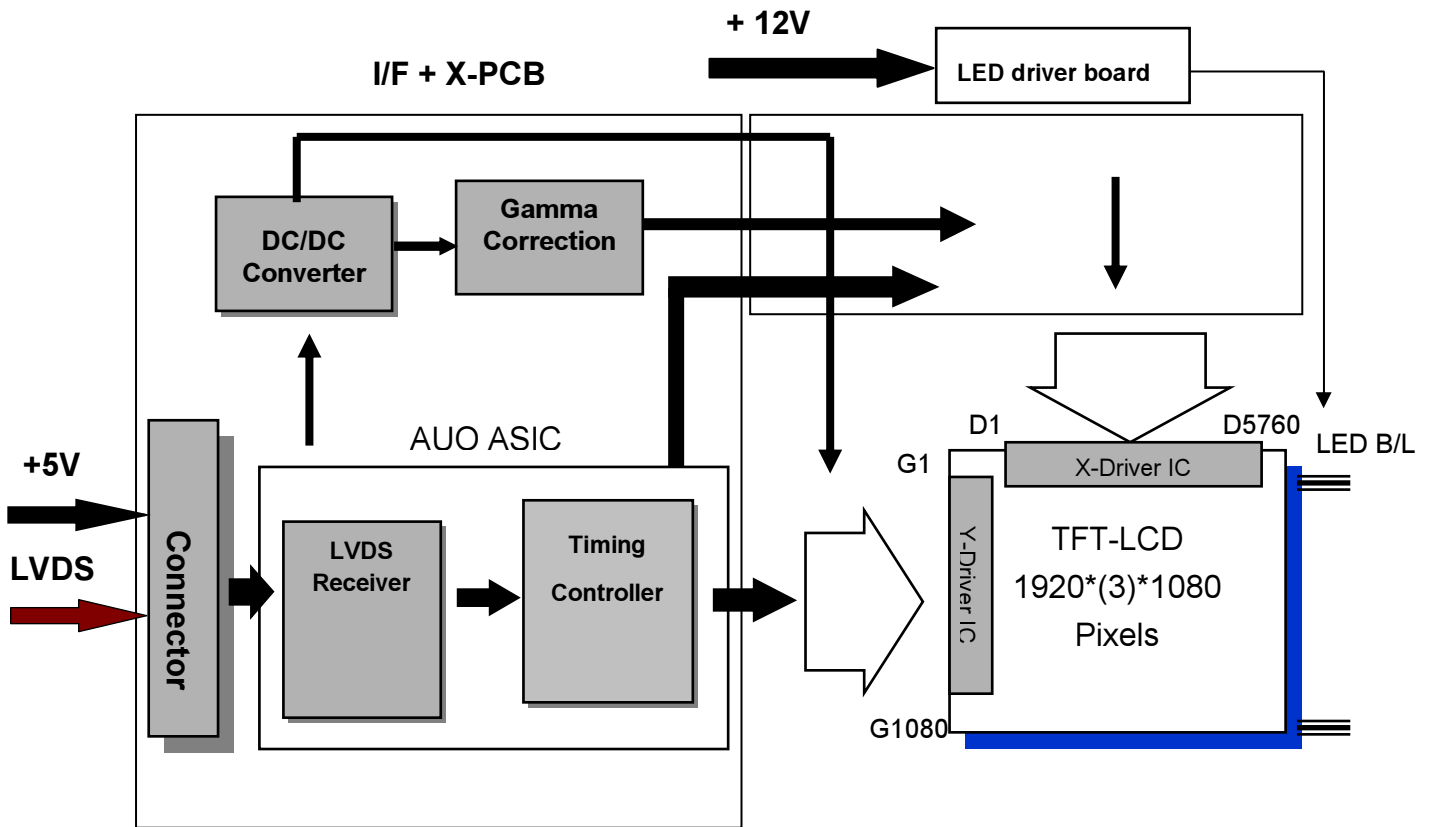 + 12V
LED driver board
I/F + X-PCB
Gamma
Correction
DC/DC
Converter
AUO ASIC
+5V
LVDS
Connector
LVDS
Receiver
Timing
Controller
D1
D5760
LED B/L
G1
X-Driver IC
Y-Driver IC
TFT-LCD
1920*(3)*1080
Pixels
G1080